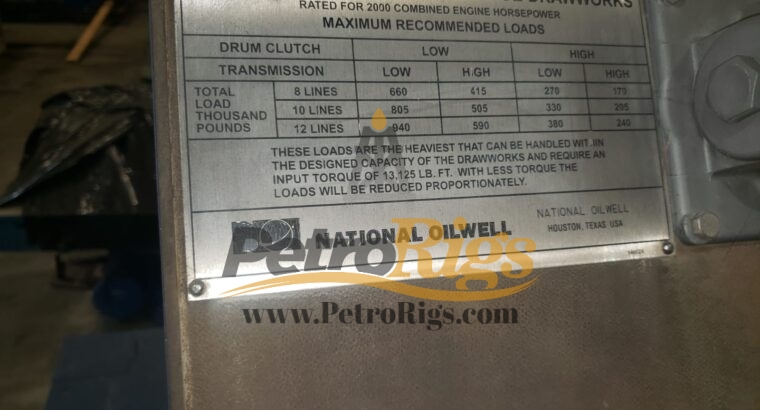 DRAWWORKS
RATED FOR 2000 COMBINED ENGINE HORSEPOWER
MAXIMUM RECOMMENDED LOADS
DRUM CLUTCH LOW HIGH
TRANSMISSION LOW HIGH LOW HIGH
TOTAL LOAD THOUSAND POUNDS
8 LINES 660 415 270 170
10 LINES 805 505 330 205
12 LINES 940 590 380 240
THESE LOADS ARE THE HEAVIEST THAT CAN BE HANDLED WITHIN
THE DESIGNED CAPACITY OF THE DRAWWORKS AND REQUIRE AN
INPUT TORQUE OF 13,125 LB. FT. WITH LESS TORQUE THE
LOADS WILL BE REDUCED PROPORTIONATELY.
NATIONAL OILWELL
NATIONAL OILWELL
HOUSTON, TEXAS USA
PetroRigs
www.PetroRigs.com